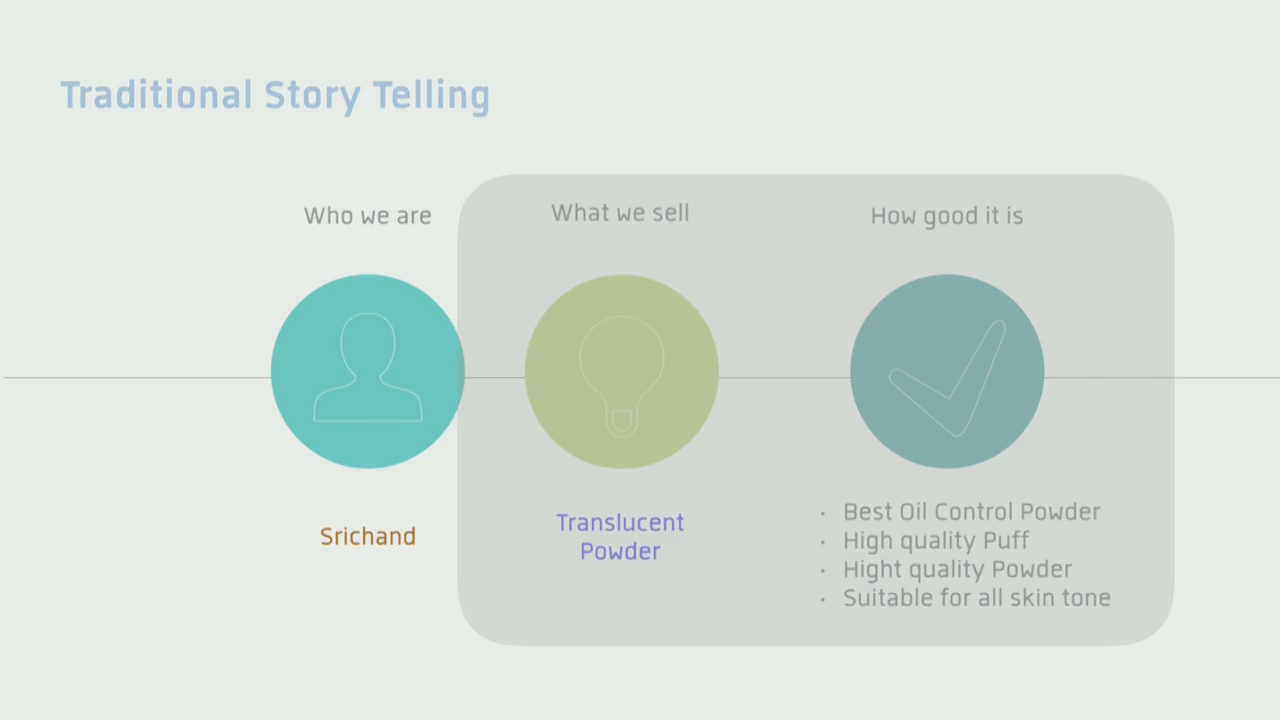 Traditional Story Telling
Who we are
What we sell
How good it is
Srichand
Translucent
Powder
· Best Oil Control Powder
· High quality Puff
· Hight quality Powder
· Suitable for all skin tone